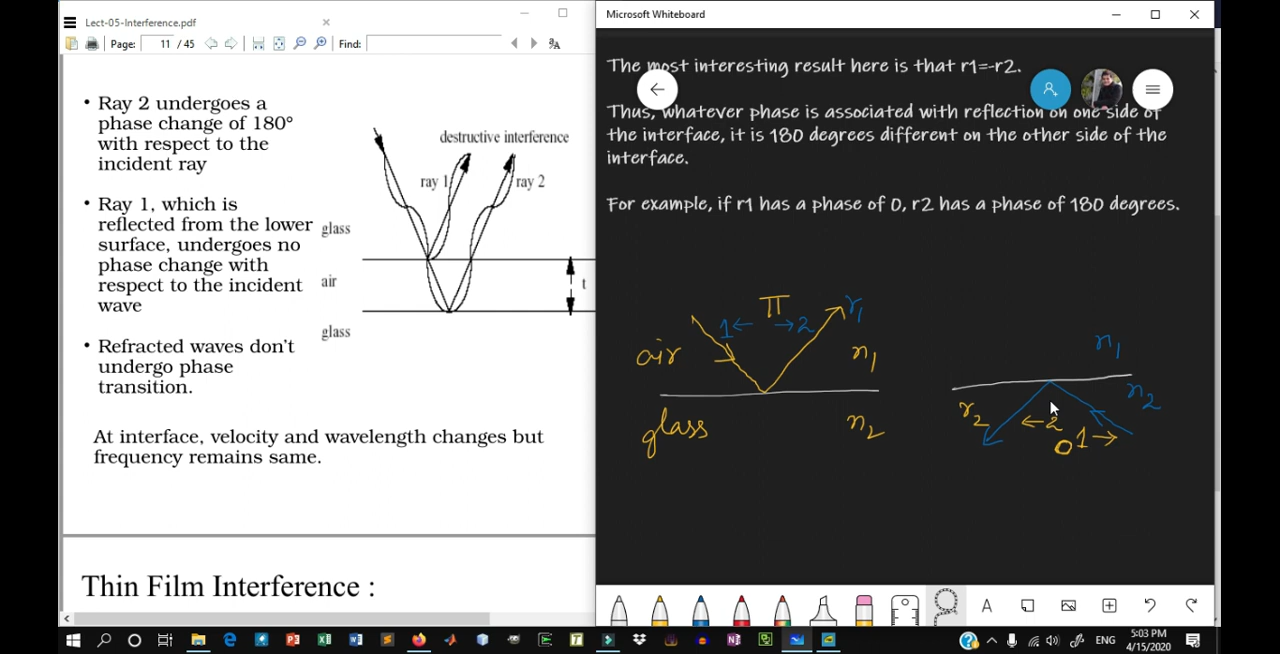 Lect-05-Interference.pdf
Page: 11 / 45 Find:
• Ray 2 undergoes a
phase change of 180°
with respect to the
incident ray
• Ray 1, which is
reflected from the lower
surface, undergoes no
phase change with
respect to the incident
wave
• Refracted waves don't
undergo phase
transition.
destructive interference
ray 1
ray 2
glass
air
t
glass
At interface, velocity and wavelength changes but
frequency remains same.
Thin Film Interference :
Microsoft Whiteboard
The most interesting result here is that r1=-r2.
Thus, whatever phase is associated with reflection on one side of
the interface, it is 180 degrees different on the other side of the
interface.
For example, if r1 has a phase of 0, r2 has a phase of 180 degrees.
π
1← →2
r1
air
n1
glass
n2
n1
n2
r2
←2
0 1→
ENG
5:03 PM
4/15/2020